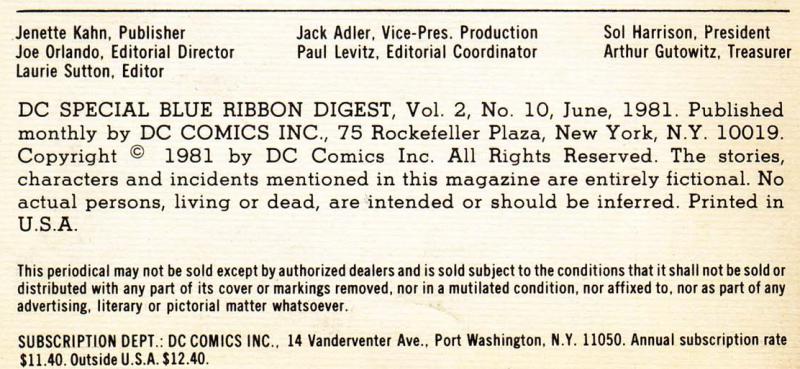 Jenette Kahn, Publisher Jack Adler, Vice-Pres. Production Sol Harrison, President
Joe Orlando, Editorial Director Paul Levitz, Editorial Coordinator Arthur Gutowitz, Treasurer
Laurie Sutton, Editor
DC SPECIAL BLUE RIBBON DIGEST, Vol. 2, No. 10, June, 1981. Published
monthly by DC COMICS INC., 75 Rockefeller Plaza, New York, N.Y. 10019.
Copyright © 1981 by DC Comics Inc. All Rights Reserved. The stories,
characters and incidents mentioned in this magazine are entirely fictional. No
actual persons, living or dead, are intended or should be inferred. Printed in
U.S.A.
This periodical may not be sold except by authorized dealers and is sold subject to the conditions that it shall not be sold or
distributed with any part of its cover or markings removed, nor in a mutilated condition, nor affixed to, nor as part of any
advertising, literary or pictorial matter whatsoever.
SUBSCRIPTION DEPT.: DC COMICS INC., 14 Vanderventer Ave., Port Washington, N.Y. 11050. Annual subscription rate
$11.40. Outside U.S.A. $12.40.